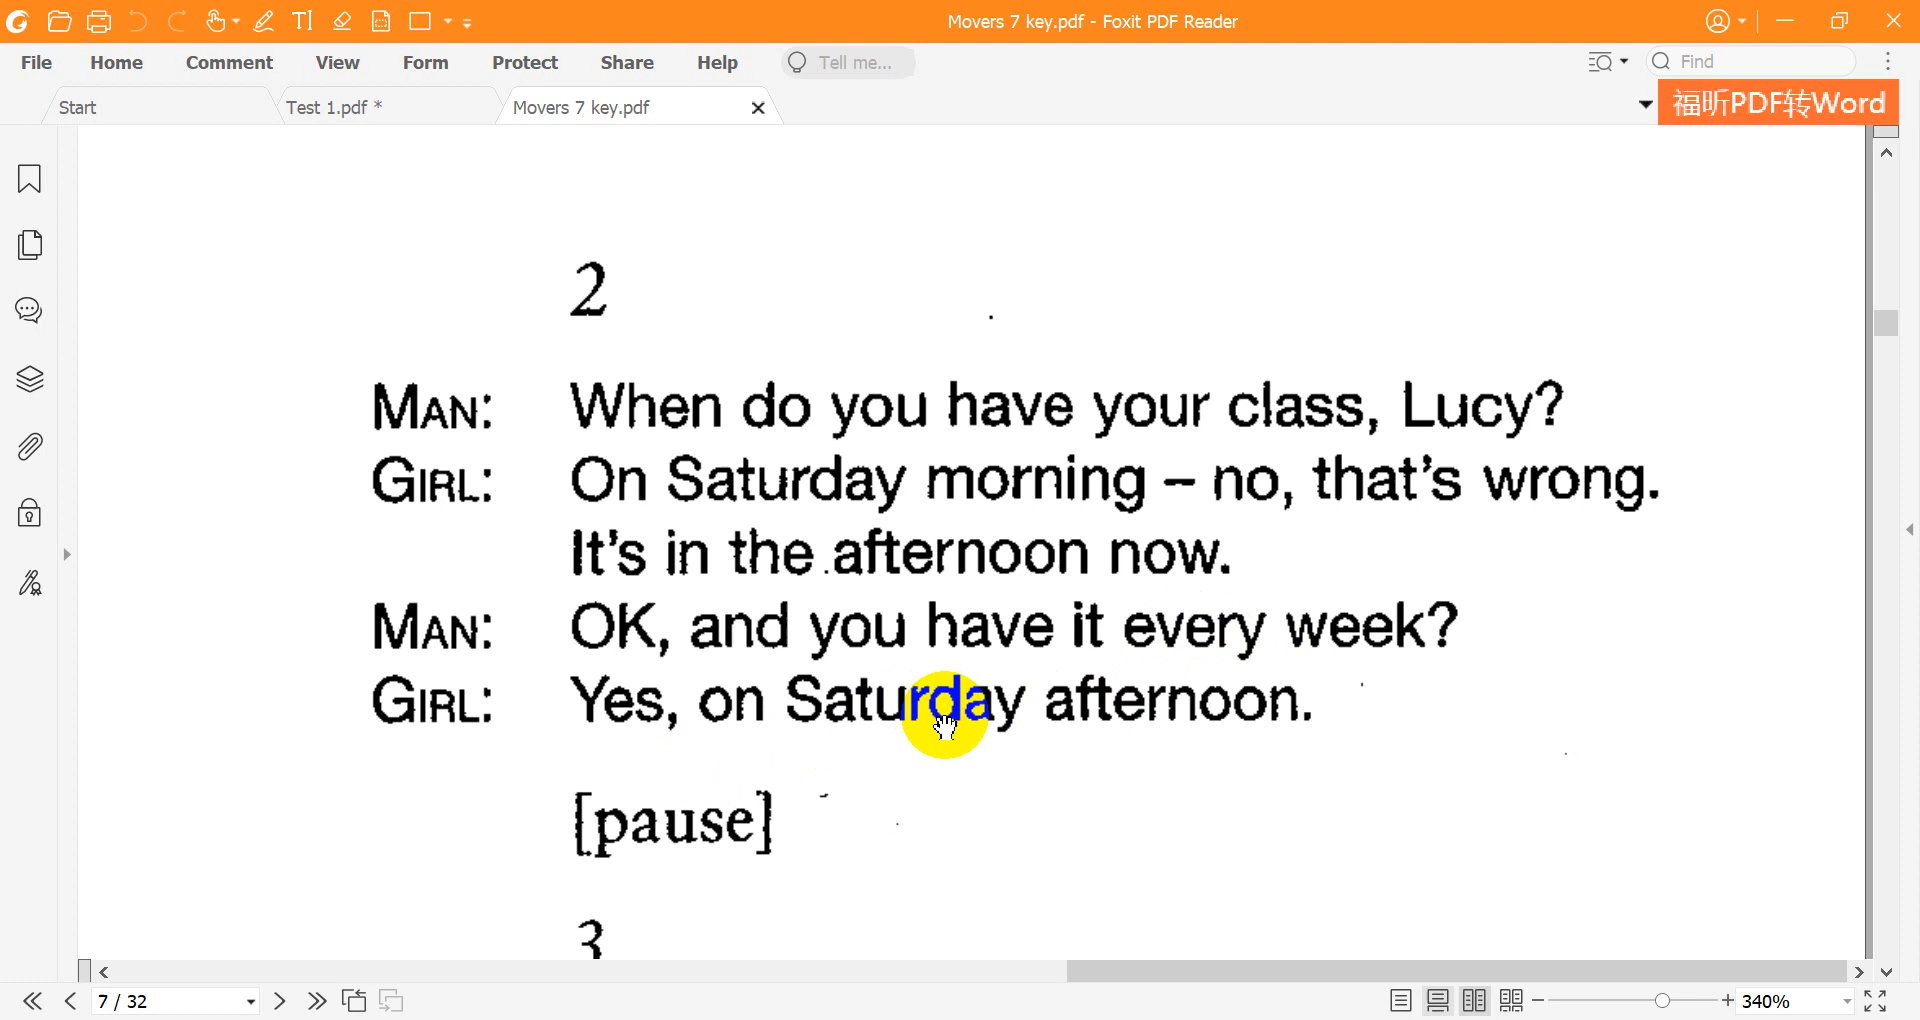 Movers 7 key.pdf - Foxit PDF Reader
File Home Comment View Form Protect Share Help Tell me... Find
Start Test 1.pdf * Movers 7 key.pdf 福昕PDF转Word
2
MAN: When do you have your class, Lucy?
GIRL: On Saturday morning – no, that's wrong.
It's in the afternoon now.
MAN: OK, and you have it every week?
GIRL: Yes, on Saturday afternoon.
[pause]
3
7 / 32 340%